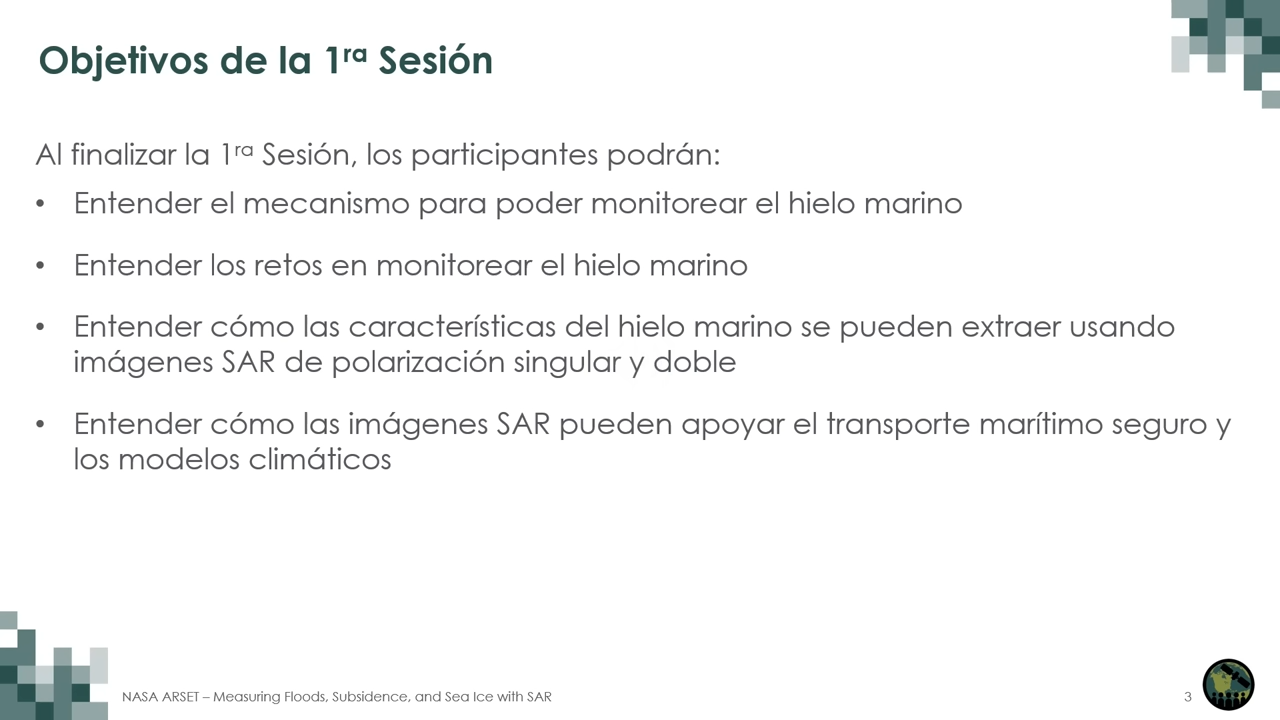 Objetivos de la 1ra Sesión
Al finalizar la 1ra Sesión, los participantes podrán:
• Entender el mecanismo para poder monitorear el hielo marino
• Entender los retos en monitorear el hielo marino
• Entender cómo las características del hielo marino se pueden extraer usando
imágenes SAR de polarización singular y doble
• Entender cómo las imágenes SAR pueden apoyar el transporte marítimo seguro y
los modelos climáticos
NASA ARSET – Measuring Floods, Subsidence, and Sea Ice with SAR
3